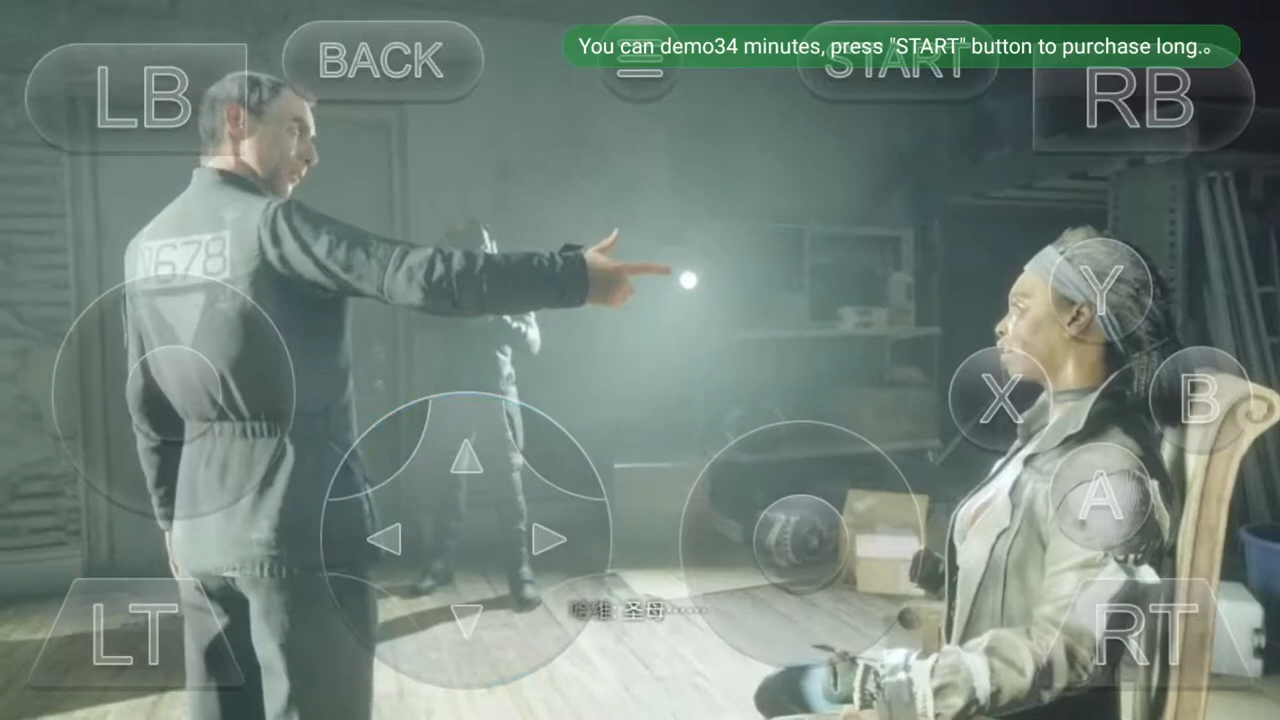 You can demo34 minutes, press "START" button to purchase long.。
LB
BACK
START
RB
7678
Y
X
B
A
LT
RT
哈维: 圣母······